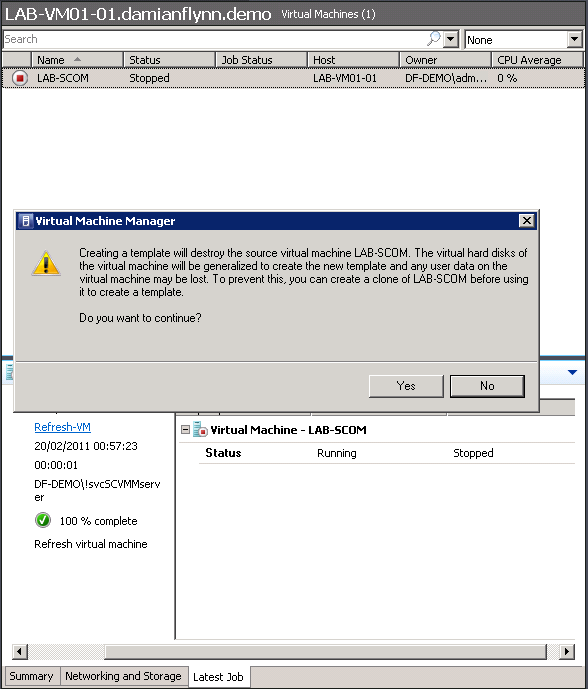 LAB-VM01-01.damianflynn.demo Virtual Machines (1)
Search None
Name Status Job Status Host Owner CPU Average
LAB-SCOM Stopped LAB-VM01-01 DF-DEMO\adm... 0 %
Virtual Machine Manager
Creating a template will destroy the source virtual machine LAB-SCOM. The virtual hard disks of
the virtual machine will be generalized to create the new template and any user data on the
virtual machine may be lost. To prevent this, you can create a clone of LAB-SCOM before using
it to create a template.
Do you want to continue?
Yes No
Refresh-VM
Virtual Machine - LAB-SCOM
20/02/2011 00:57:23
Status Running Stopped
00:00:01
DF-DEMO\!svcSCVMMserv
er
100 % complete
Refresh virtual machine
Summary Networking and Storage Latest Job